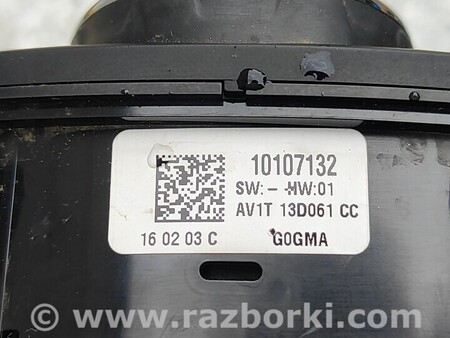 10107132
SW:- HW:01
AV1T 13D061 CC
16 02 03 C
G0GMA
www.razborki.com